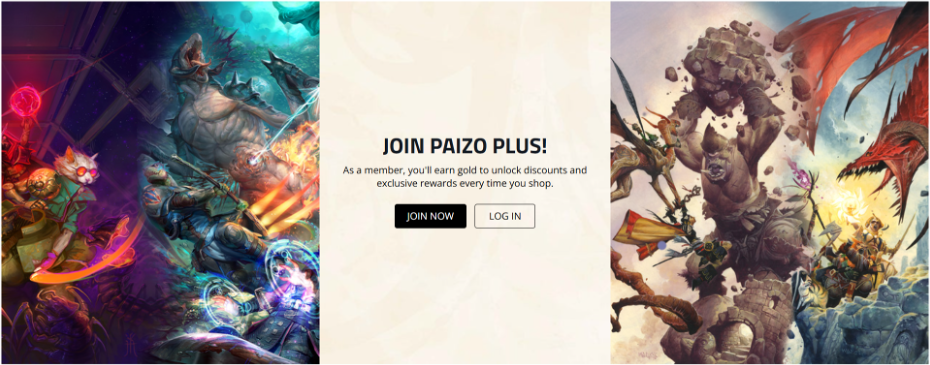 JOIN PAIZO PLUS!
As a member, you'll earn gold to unlock discounts and
exclusive rewards every time you shop.
JOIN NOW
LOG IN